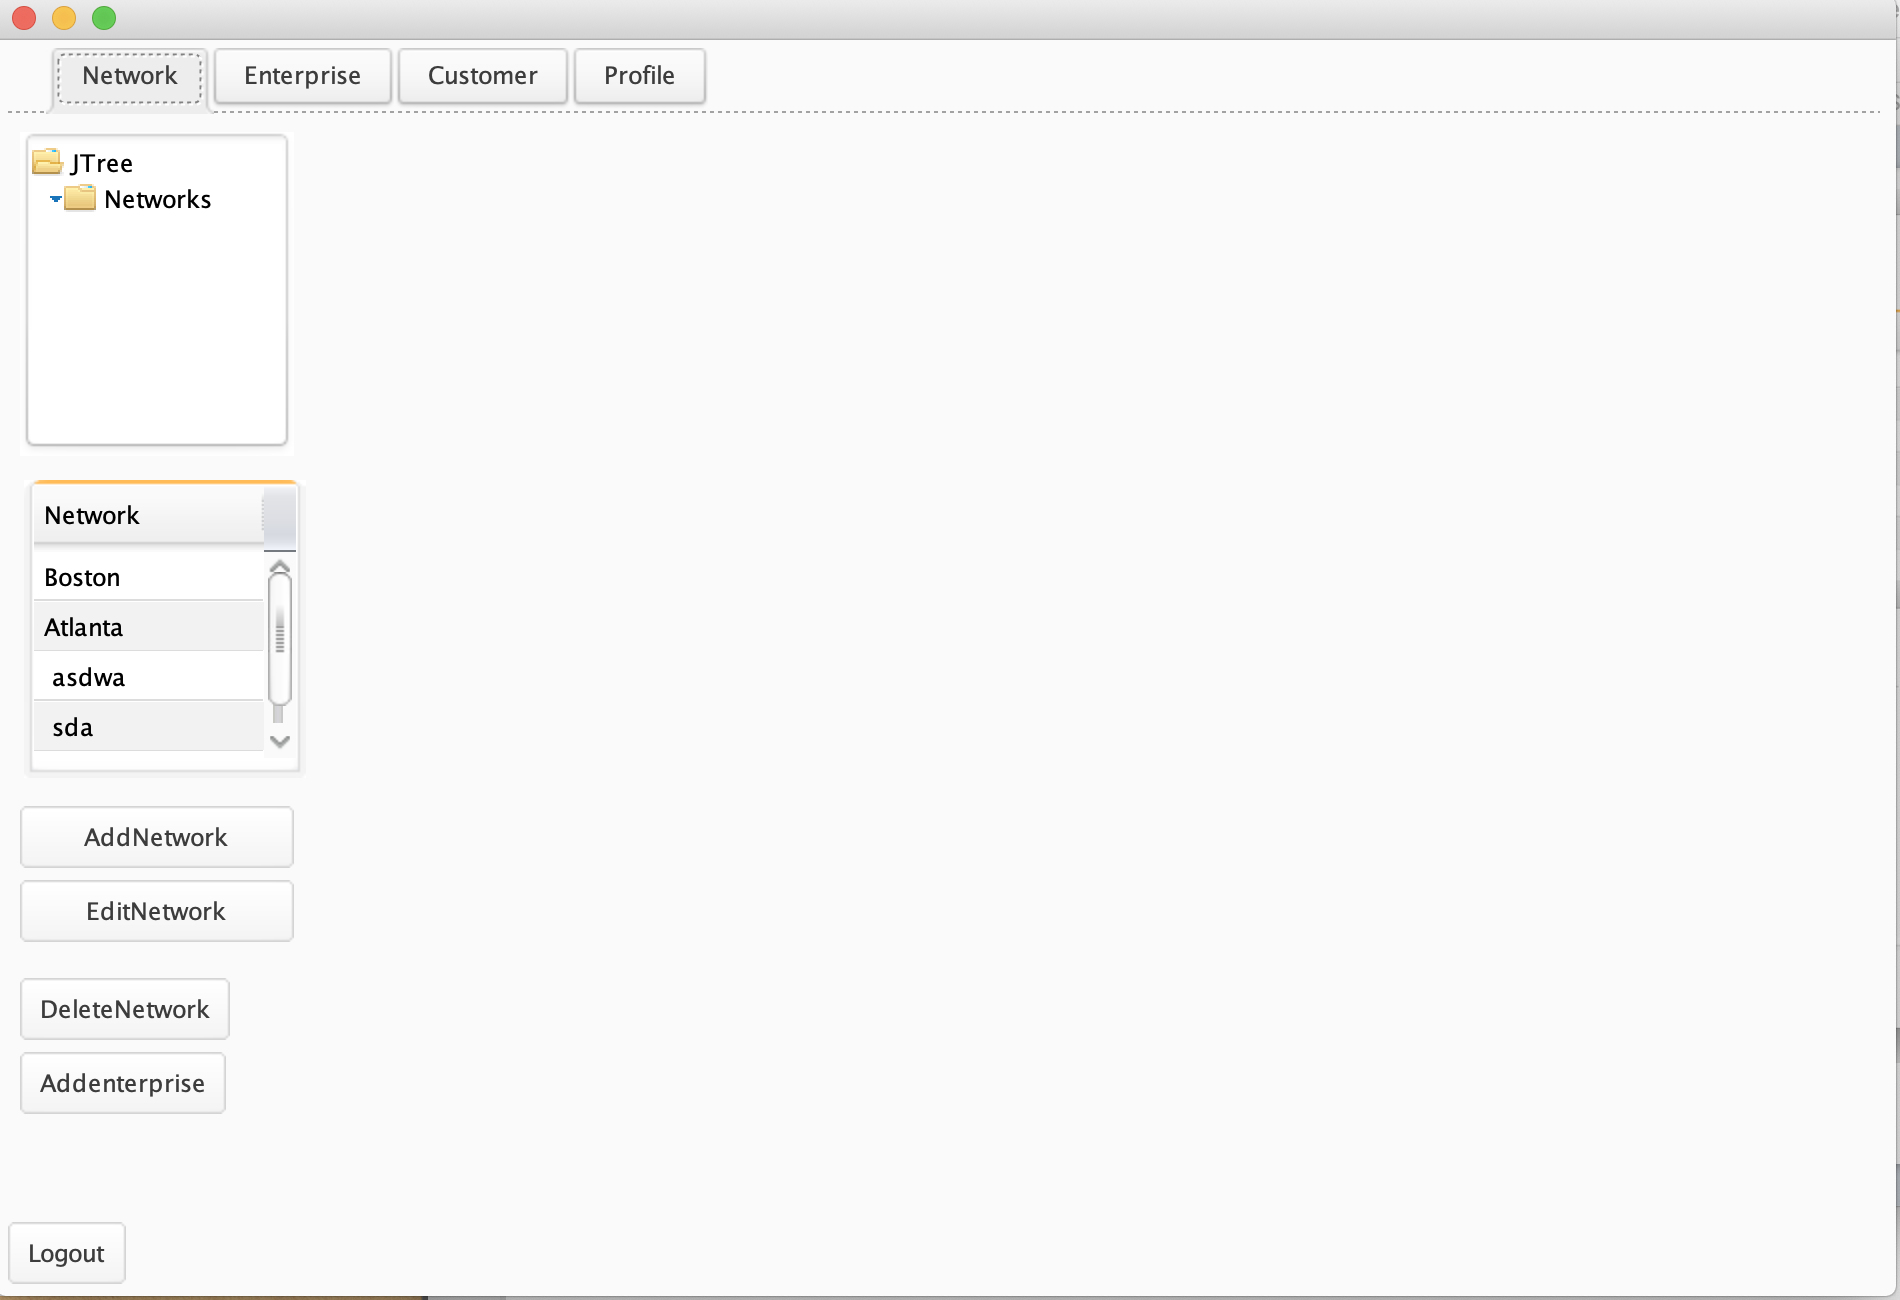 Network Enterprise Customer Profile
JTree
Networks
Network
Boston
Atlanta
asdwa
sda
AddNetwork
EditNetwork
DeleteNetwork
Addenterprise
Logout